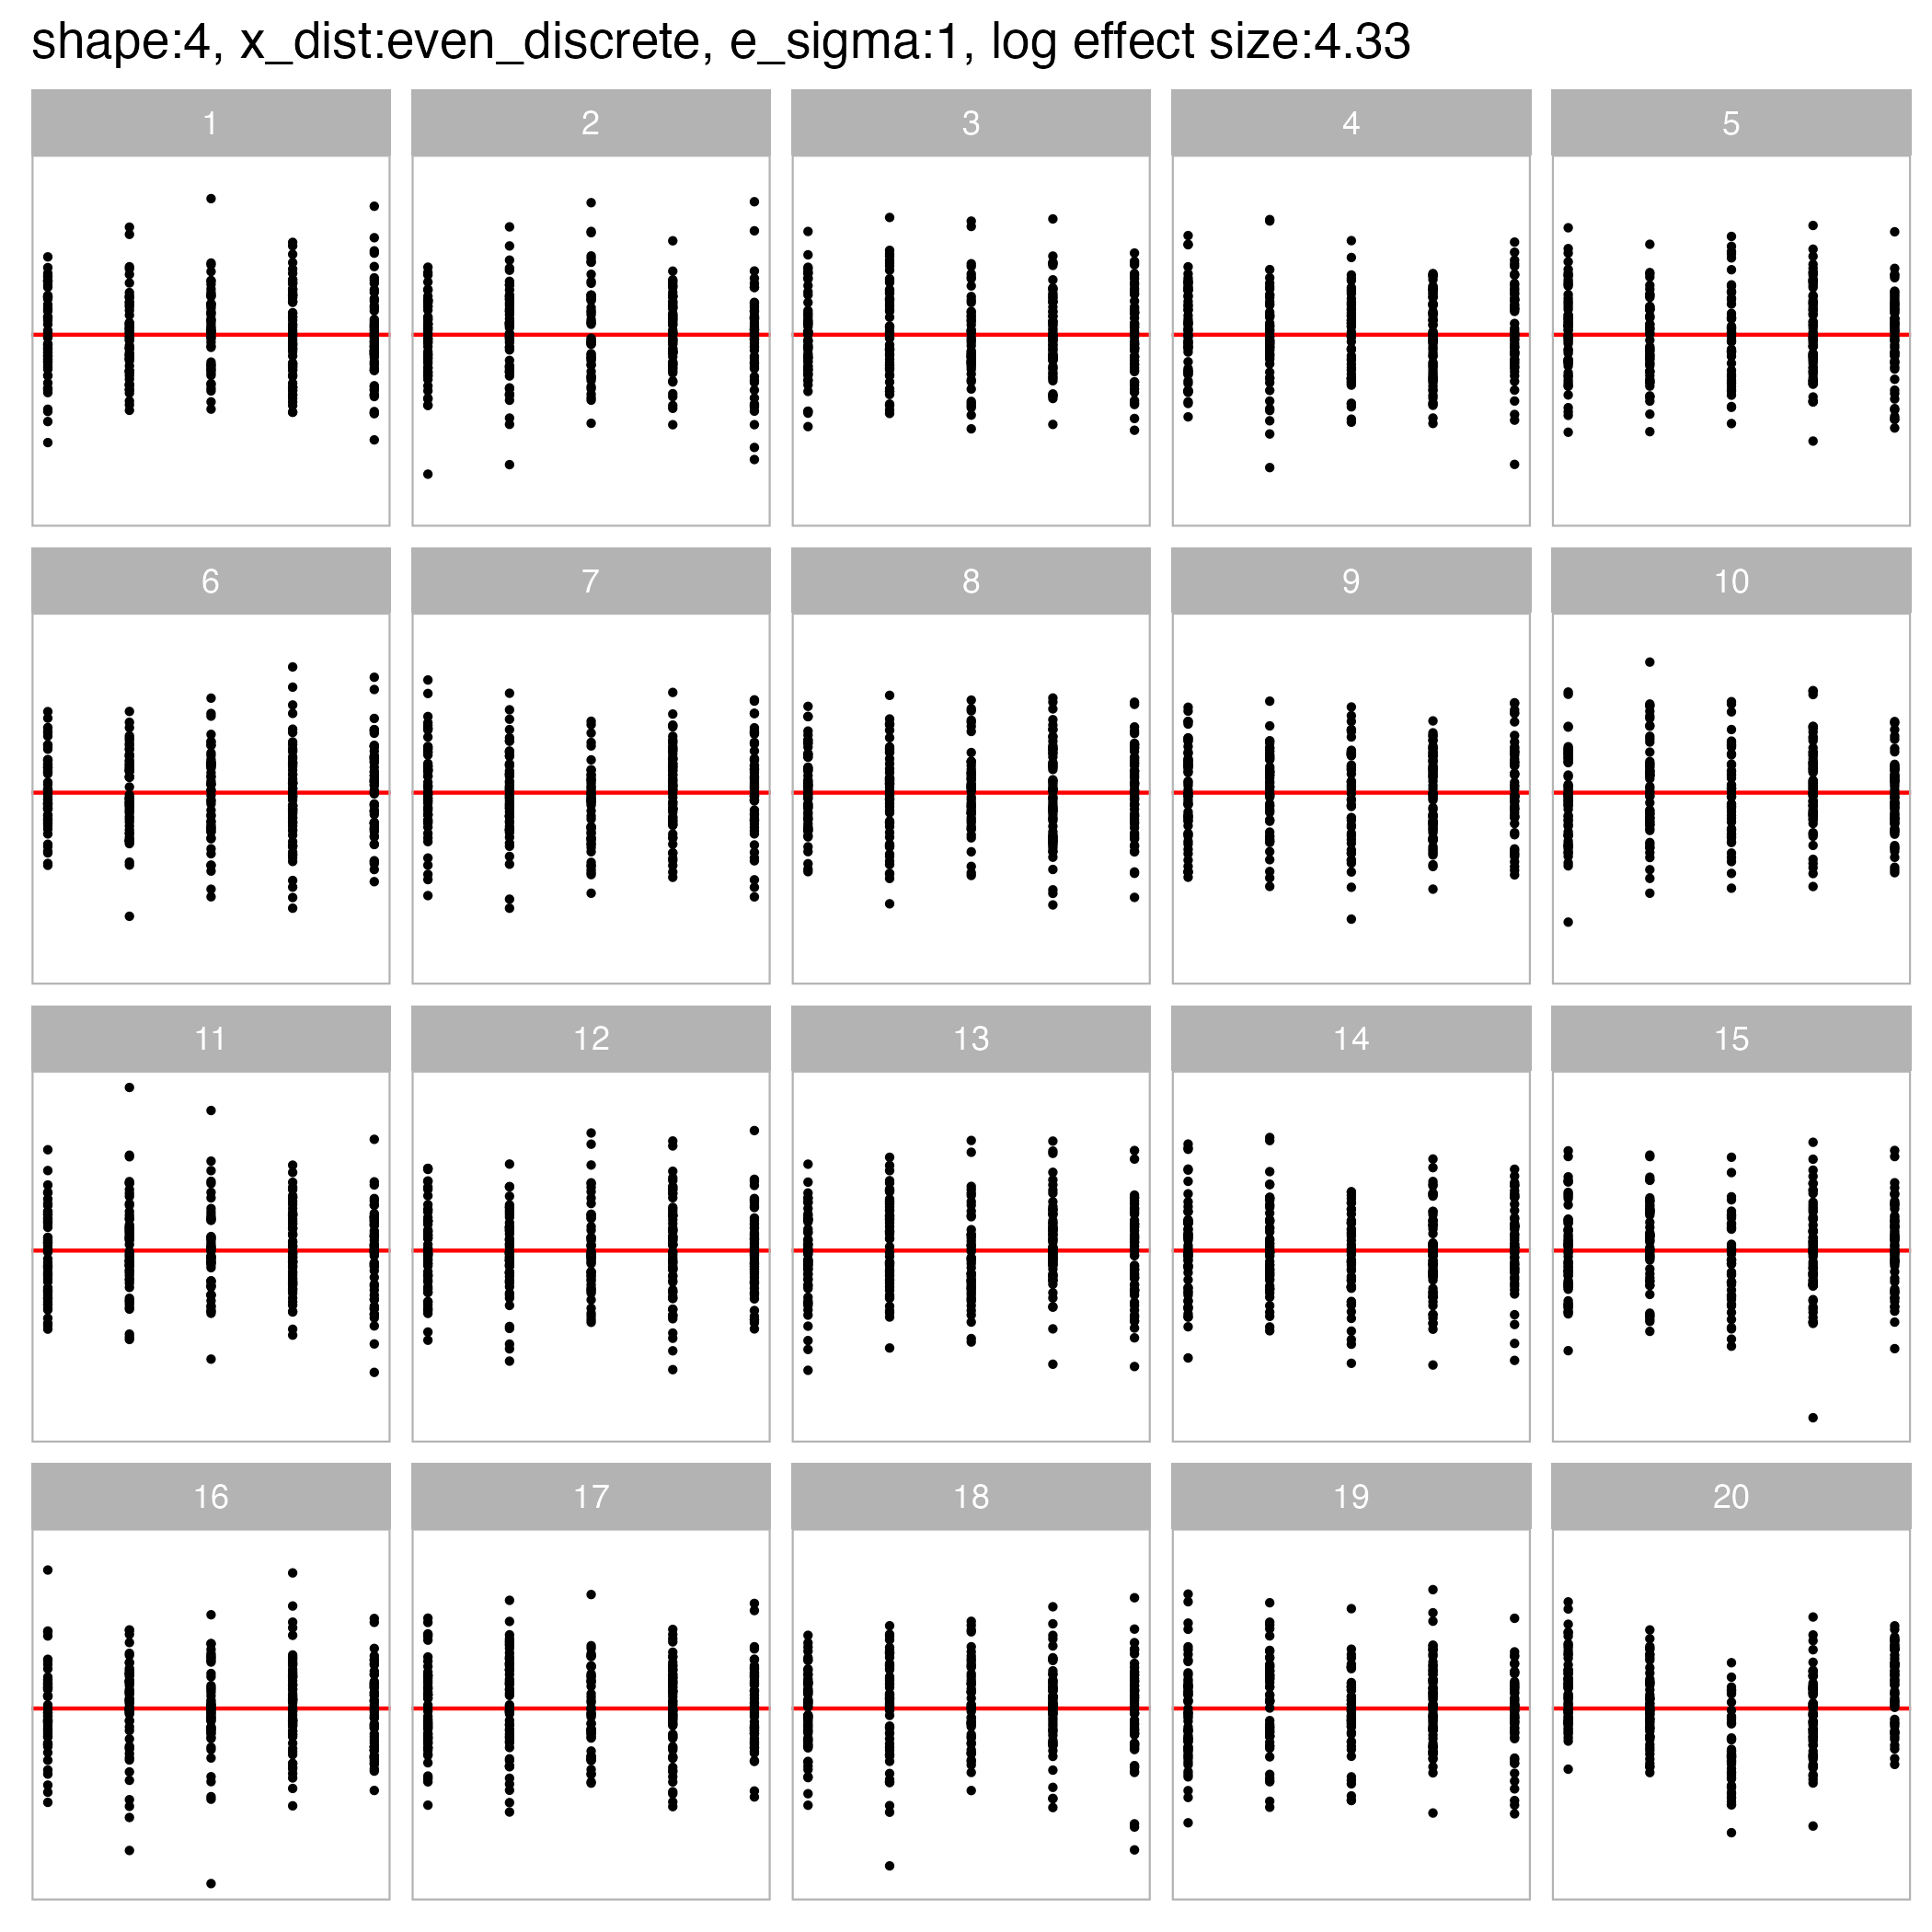 shape:4, x_dist:even_discrete, e_sigma:1, log effect size:4.33
1 2 3 4 5
6 7 8 9 10
11 12 13 14 15
16 17 18 19 20